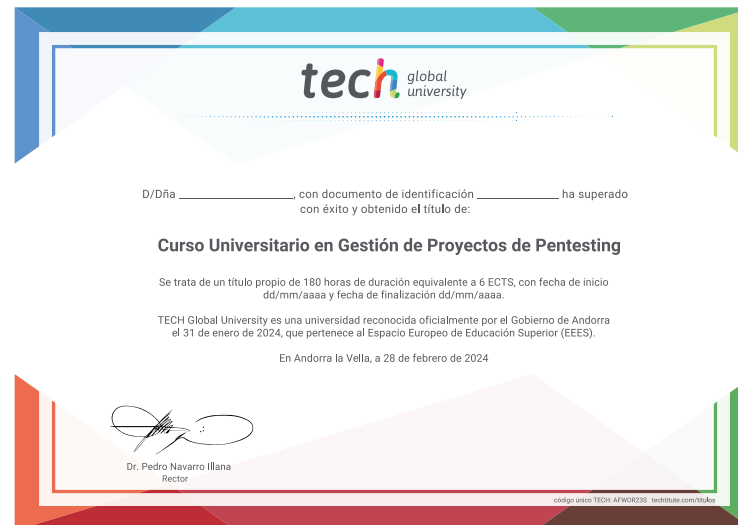 tech global university
D/Dña ____________________, con documento de identificación ______________ ha superado
con éxito y obtenido el título de:
Curso Universitario en Gestión de Proyectos de Pentesting
Se trata de un título propio de 180 horas de duración equivalente a 6 ECTS, con fecha de inicio
dd/mm/aaaa y fecha de finalización dd/mm/aaaa.
TECH Global University es una universidad reconocida oficialmente por el Gobierno de Andorra
el 31 de enero de 2024, que pertenece al Espacio Europeo de Educación Superior (EEES).
En Andorra la Vella, a 28 de febrero de 2024
Dr. Pedro Navarro Illana
Rector
código único TECH: AFWOR23S techtitute.com/titulos